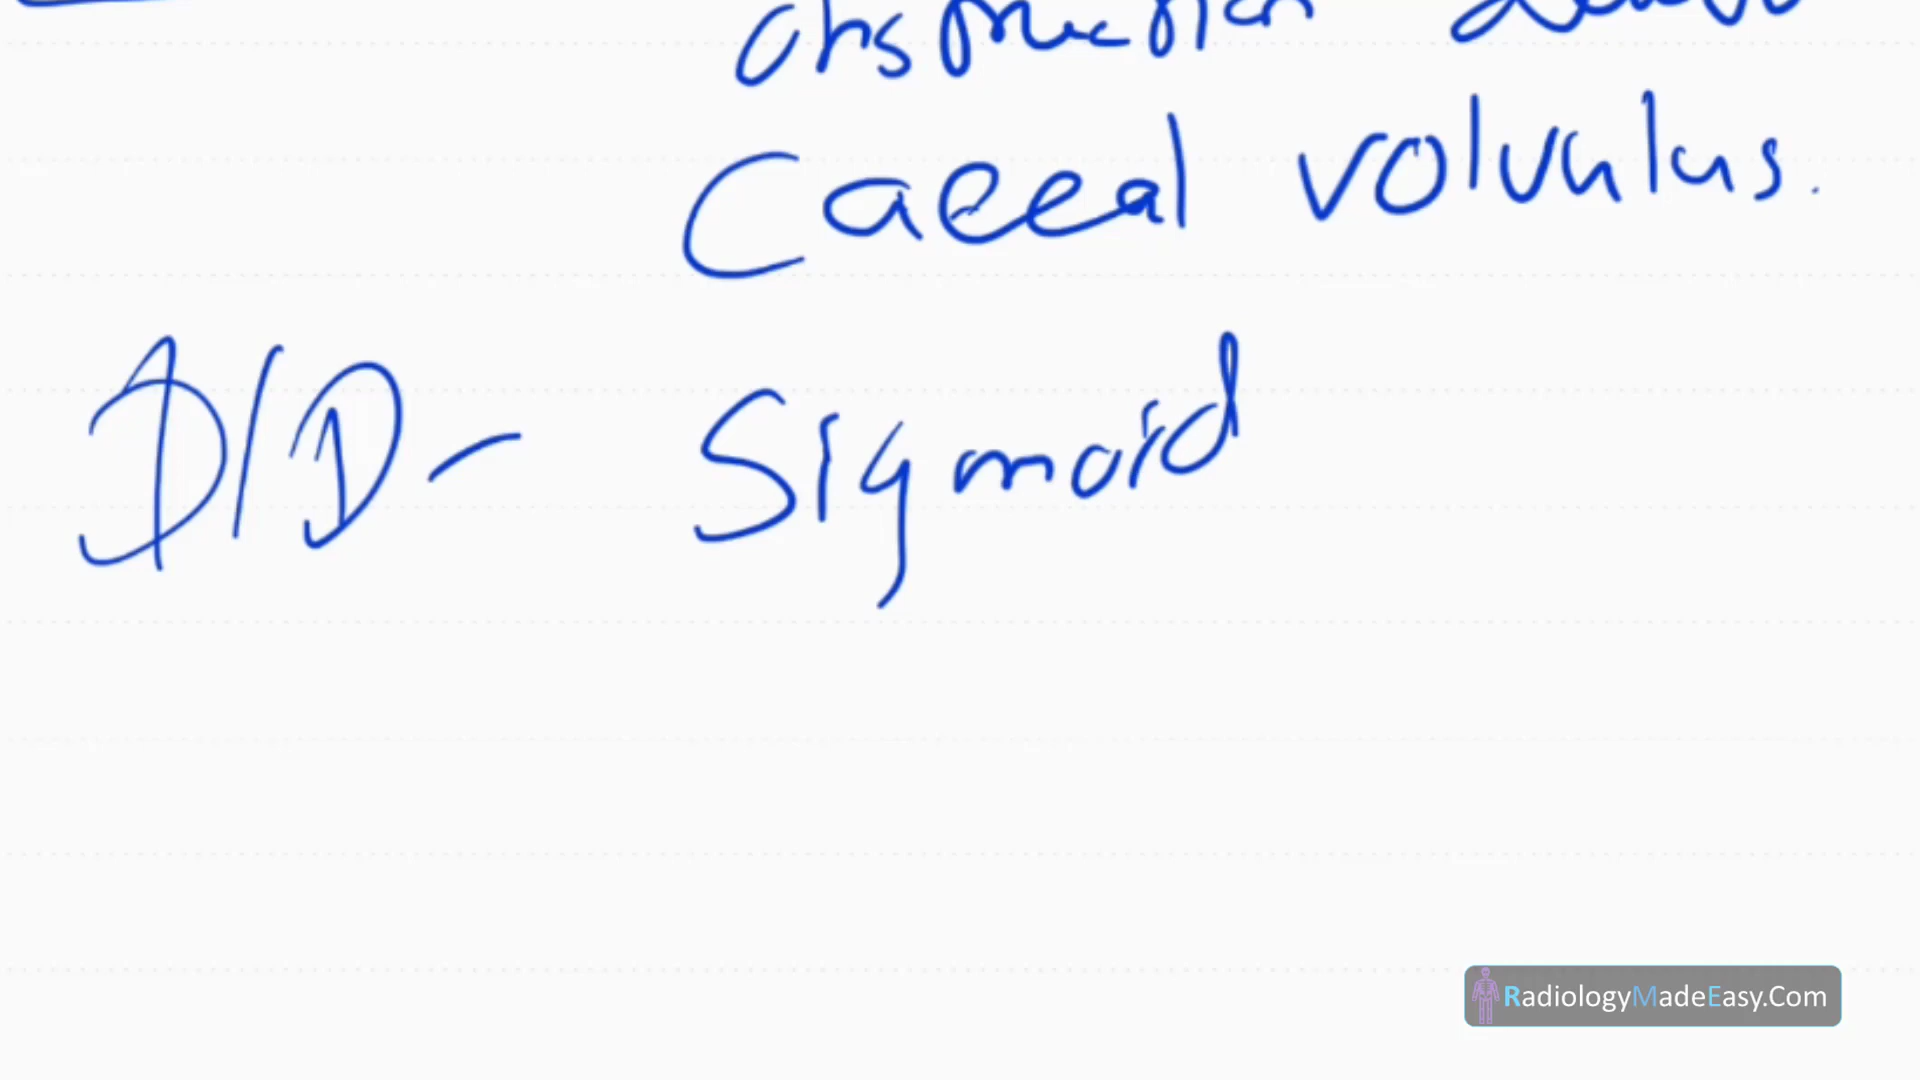 obstruction
Caecal volvulus.
D/D - Sigmoid
RadiologyMadeEasy.Com